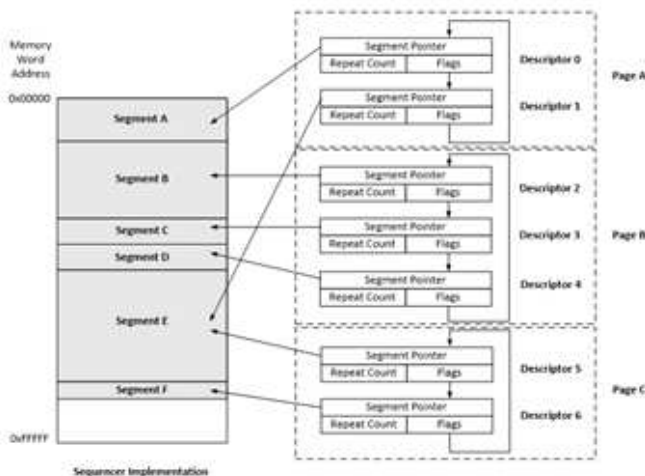 Memory
Word
Address
0x00000
Segment A
Segment B
Segment C
Segment D
Segment E
Segment F
0xfffff
Sequencer Implementation
Segment Pointer
Repeat Count Flags
Descriptor 0
Segment Pointer
Repeat Count Flags
Descriptor 1
Page A
Segment Pointer
Repeat Count Flags
Descriptor 2
Segment Pointer
Repeat Count Flags
Descriptor 3
Segment Pointer
Repeat Count Flags
Descriptor 4
Page B
Segment Pointer
Repeat Count Flags
Descriptor 5
Segment Pointer
Repeat Count Flags
Descriptor 6
Page C